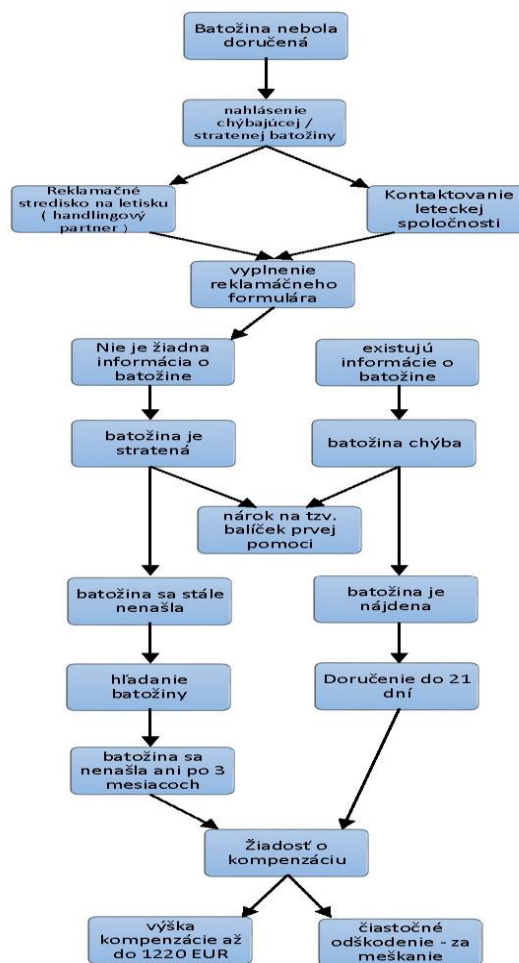 Batožina nebola
doručená
nahlásenie
chýbajúcej /
stratenej batožiny
Reklamačné
stredisko na letisku
( handlingový
partner )
Kontaktovanie
leteckej
spoločnosti
vyplnenie
reklamáčneho
formulára
Nie je žiadna
informácia o
batožine
existujú
informácie o
batožine
batožina je
stratená
batožina chýba
nárok na tzv.
balíček prvej
pomoci
batožina sa stále
nenašla
batožina je
nájdena
hľadanie
batožiny
Doručenie do 21
dní
batožina sa
nenašla ani po 3
mesiacoch
Žiadosť o
kompenzáciu
výška
kompenzácie až
do 1220 EUR
čiastočné
odškodenie - za
meškanie